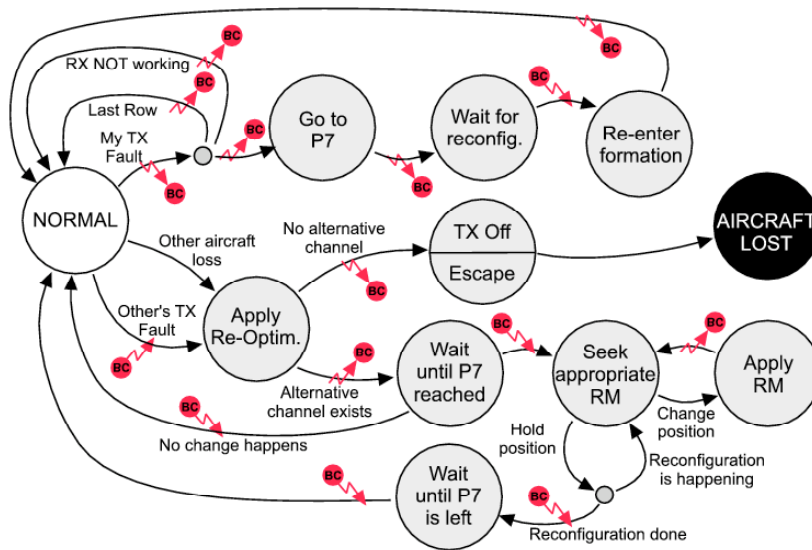 BC
BC
RX NOT working
BC
Last Row
My TX
Fault
BC
BC
Go to
P7
BC
Wait for
reconfig.
BC
Re-enter
formation
NORMAL
Other aircraft
loss
No alternative
channel
BC
TX Off
Escape
AIRCRAFT
LOST
Other's TX
Fault
BC
Apply
Re-Optim.
BC
Alternative
channel exists
Wait
until P7
reached
BC
Seek
appropriate
RM
BC
Apply
RM
Change
position
BC
No change happens
Hold
position
Reconfiguration
is happening
BC
Wait
until P7
is left
BC
Reconfiguration done